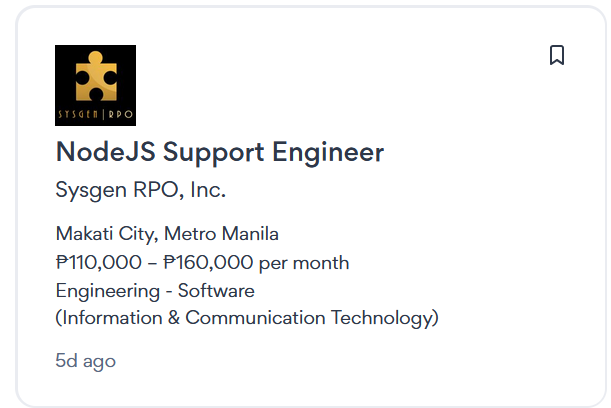 SYSGEN|RPO
NodeJS Support Engineer
Sysgen RPO, Inc.
Makati City, Metro Manila
₱110,000 – ₱160,000 per month
Engineering - Software
(Information & Communication Technology)
5d ago